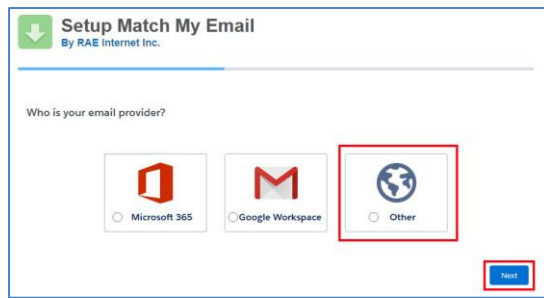 Setup Match My Email
By RAE Internet Inc.
Who is your email provider?
Microsoft 365
Google Workspace
Other
Next